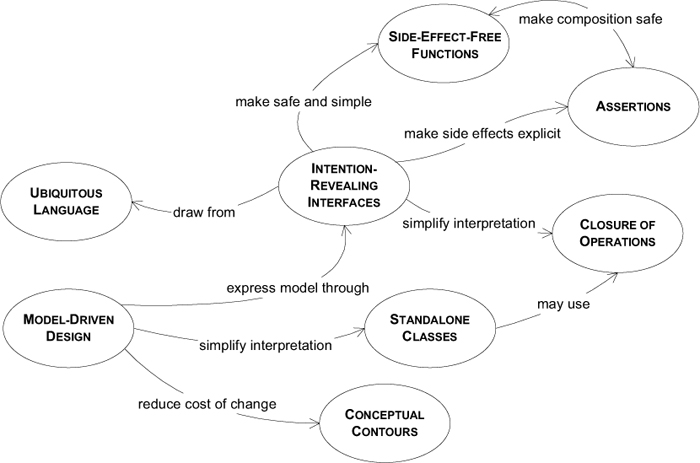 SIDE-EFFECT-FREE
FUNCTIONS
make composition safe
make safe and simple
ASSERTIONS
make side effects explicit
INTENTION-
REVEALING
INTERFACES
UBIQUITOUS
LANGUAGE
draw from
simplify interpretation
CLOSURE OF
OPERATIONS
express model through
MODEL-DRIVEN
DESIGN
simplify interpretation
STANDALONE
CLASSES
may use
reduce cost of change
CONCEPTUAL
CONTOURS